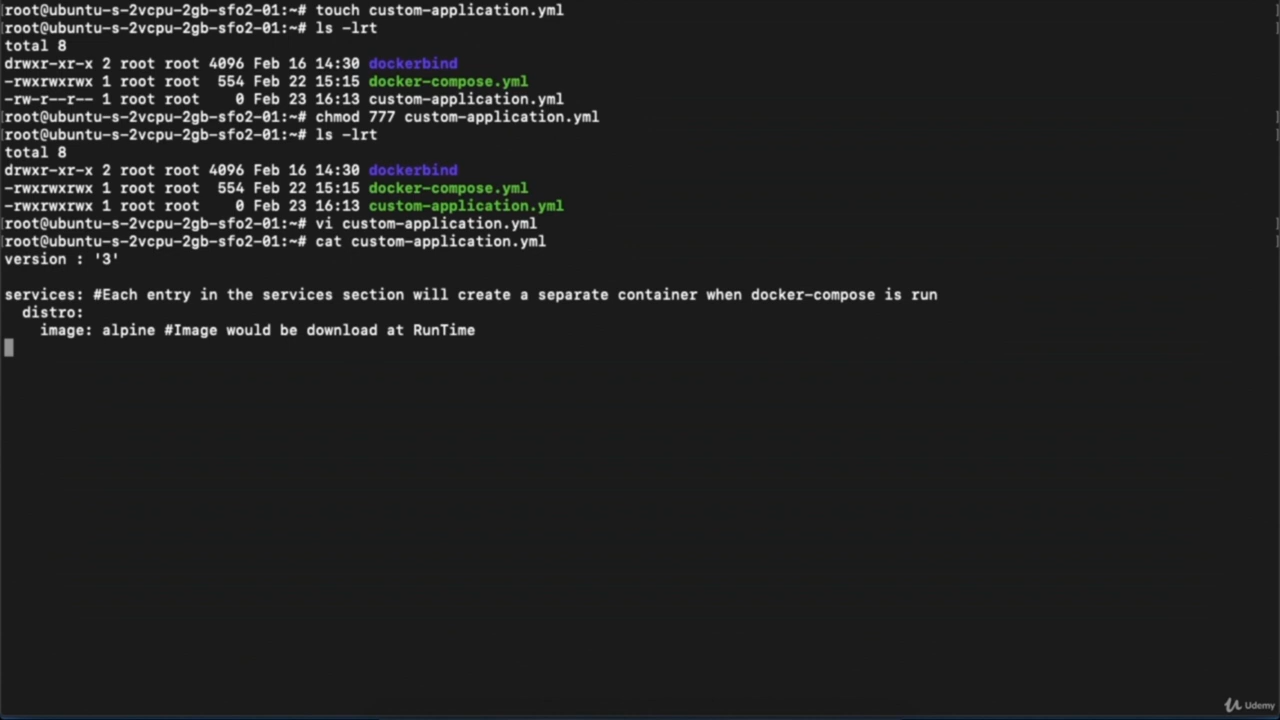 root@ubuntu-s-2vcpu-2gb-sfo2-01:~# touch custom-application.yml
root@ubuntu-s-2vcpu-2gb-sfo2-01:~# ls -lrt
total 8
drwxr-xr-x 2 root root 4096 Feb 16 14:30 dockerbind
-rwxrwxrwx 1 root root  554 Feb 22 15:15 docker-compose.yml
-rw-r--r-- 1 root root    0 Feb 23 16:13 custom-application.yml
root@ubuntu-s-2vcpu-2gb-sfo2-01:~# chmod 777 custom-application.yml
root@ubuntu-s-2vcpu-2gb-sfo2-01:~# ls -lrt
total 8
drwxr-xr-x 2 root root 4096 Feb 16 14:30 dockerbind
-rwxrwxrwx 1 root root  554 Feb 22 15:15 docker-compose.yml
-rwxrwxrwx 1 root root    0 Feb 23 16:13 custom-application.yml
root@ubuntu-s-2vcpu-2gb-sfo2-01:~# vi custom-application.yml
root@ubuntu-s-2vcpu-2gb-sfo2-01:~# cat custom-application.yml
version : '3'
services: #Each entry in the services section will create a separate container when docker-compose is run
  distro:
    image: alpine #Image would be download at RunTime
Udemy